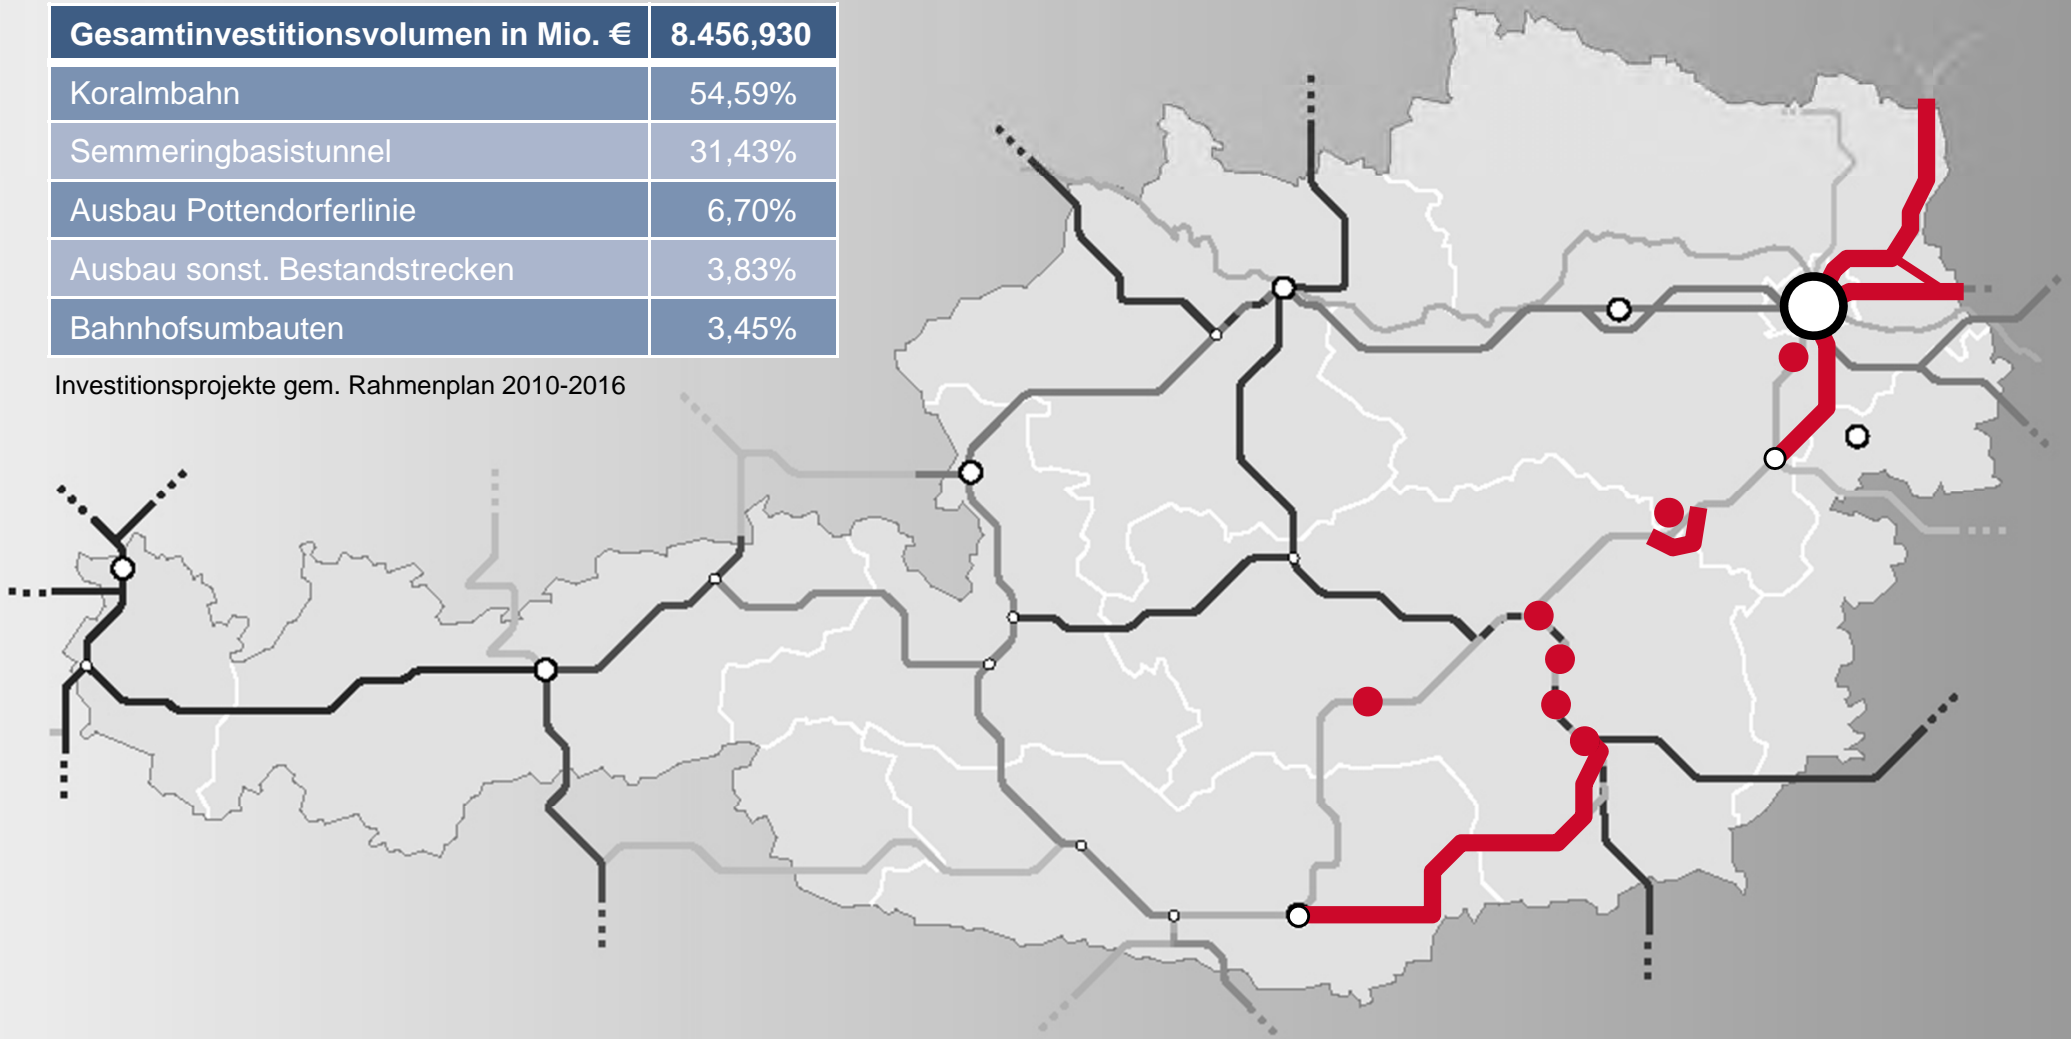 Gesamtinvestitionsvolumen in Mio. € 8.456,930
Koralmbahn 54,59%
Semmeringbasistunnel 31,43%
Ausbau Pottendorferlinie 6,70%
Ausbau sonst. Bestandstrecken 3,83%
Bahnhofsumbauten 3,45%
Investitionsprojekte gem. Rahmenplan 2010-2016